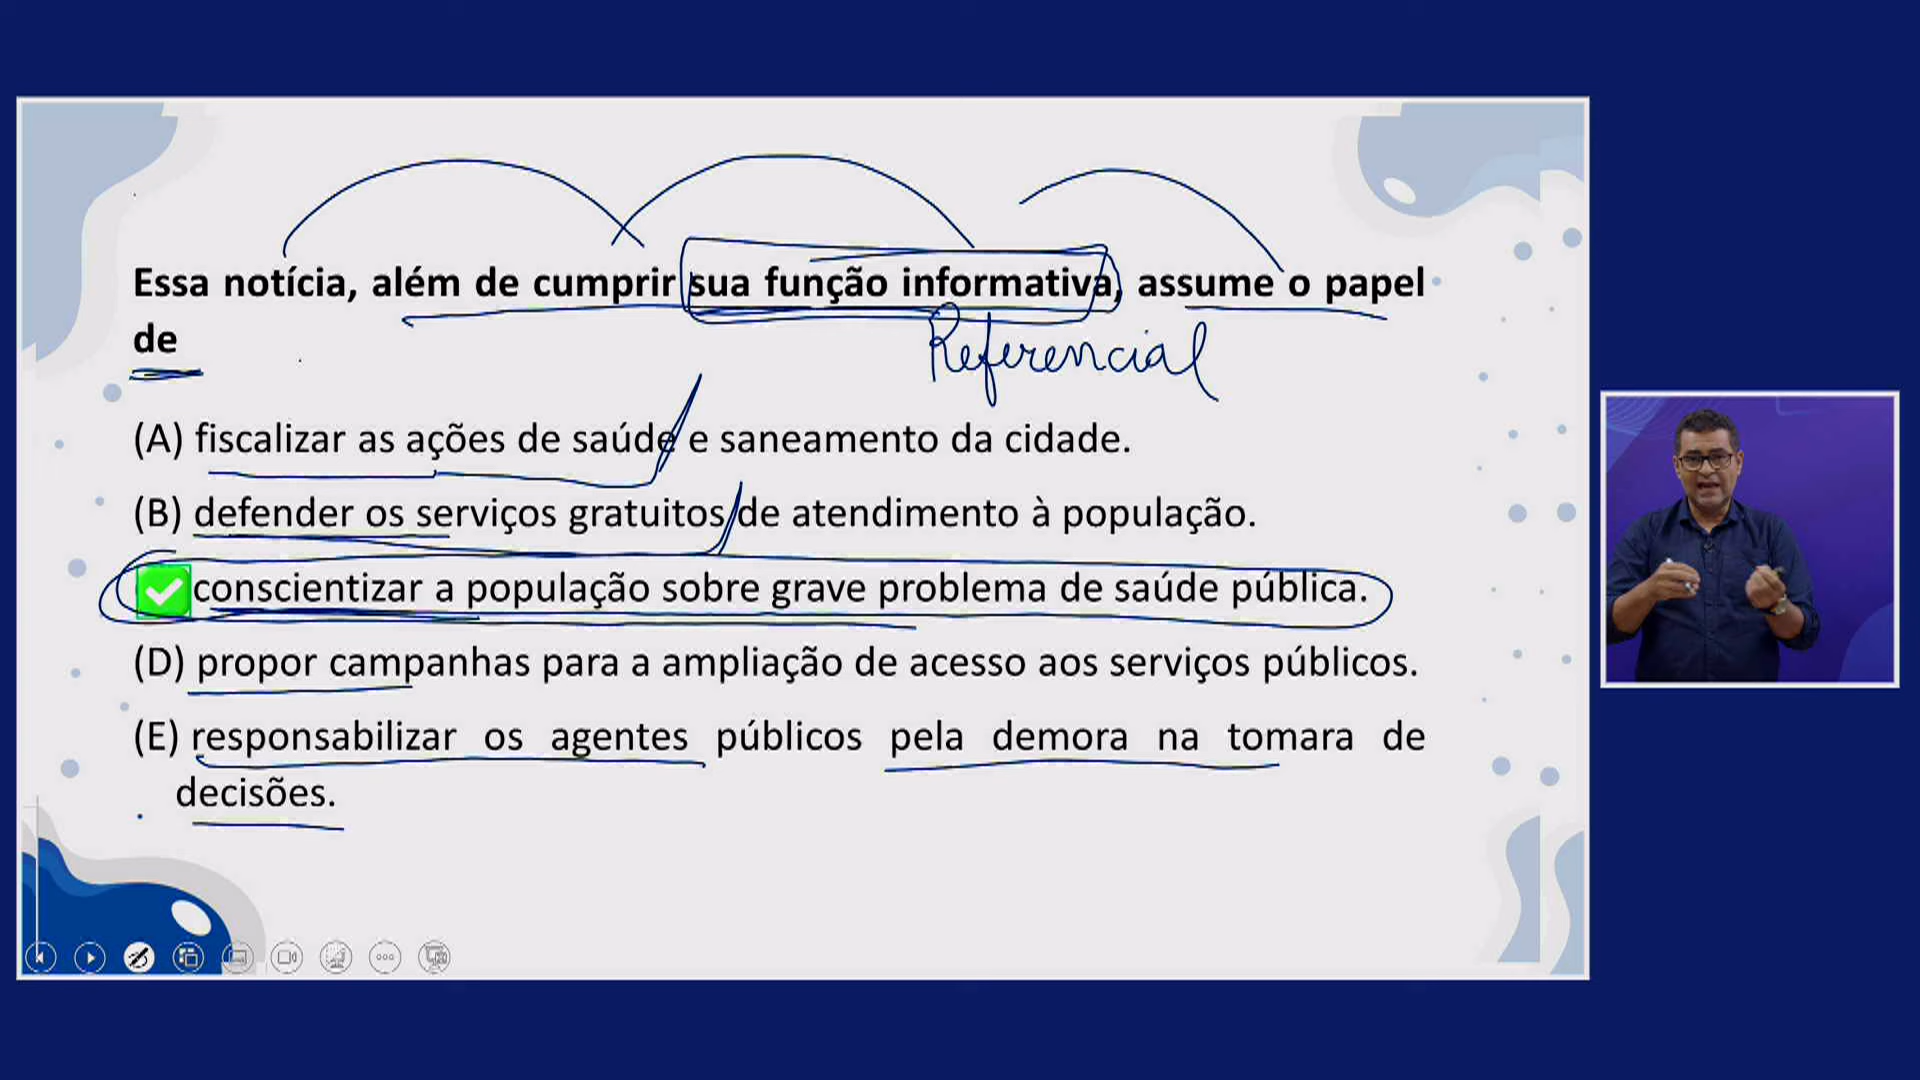 Essa notícia, além de cumprir sua função informativa, assume o papel
de
Referencial
(A) fiscalizar as ações de saúde e saneamento da cidade.
(B) defender os serviços gratuitos de atendimento à população.
conscientizar a população sobre grave problema de saúde pública.
(D) propor campanhas para a ampliação de acesso aos serviços públicos.
(E) responsabilizar os agentes públicos pela demora na tomara de
decisões.